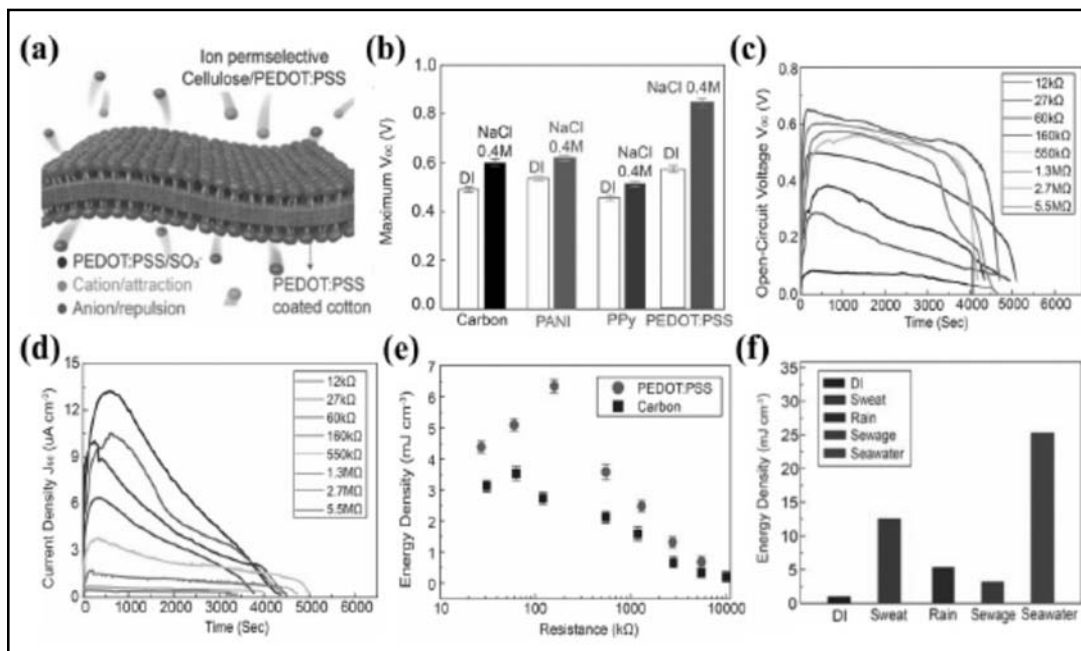 (a)
Ion permselective
Cellulose/PEDOT:PSS
PEDOT:PSS/SO₃⁻
Cation/attraction
Anion/repulsion
PEDOT:PSS
coated cotton
(b)
Maximum Voc (V)
1.0
0.8
0.6
0.4
0.2
0.0
DI
NaCl
0.4M
DI
NaCl
0.4M
DI
NaCl
0.4M
DI
NaCl 0.4M
Carbon
PANI
PPy
PEDOT:PSS
(c)
Open-Circuit Voltage Voc (V)
0.8
0.6
0.4
0.2
0.0
0
1000
2000
3000
4000
5000
6000
Time (Sec)
12kΩ
27kΩ
60kΩ
160kΩ
550kΩ
1.3MΩ
2.7MΩ
5.5MΩ
(d)
Current Density Jsc (uA cm⁻²)
15
12
9
6
3
0
0
1000
2000
3000
4000
5000
6000
Time (Sec)
12kΩ
27kΩ
60kΩ
160kΩ
550kΩ
1.3MΩ
2.7MΩ
5.5MΩ
(e)
Energy Density (mJ cm⁻³)
7
6
5
4
3
2
1
0
10
100
1000
10000
Resistance (kΩ)
PEDOT:PSS
Carbon
(f)
Energy Density (mJ cm⁻³)
35
30
25
20
15
10
5
0
DI
Sweat
Rain
Sewage
Seawater
DI
Sweat
Rain
Sewage
Seawater